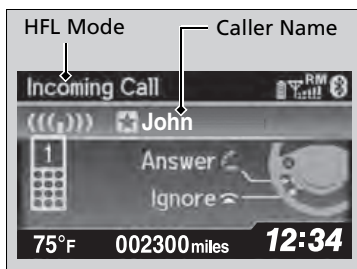 HFL Mode Caller Name
Incoming Call RM
John
1
Answer
Ignore
75°F 002300 miles 12:34